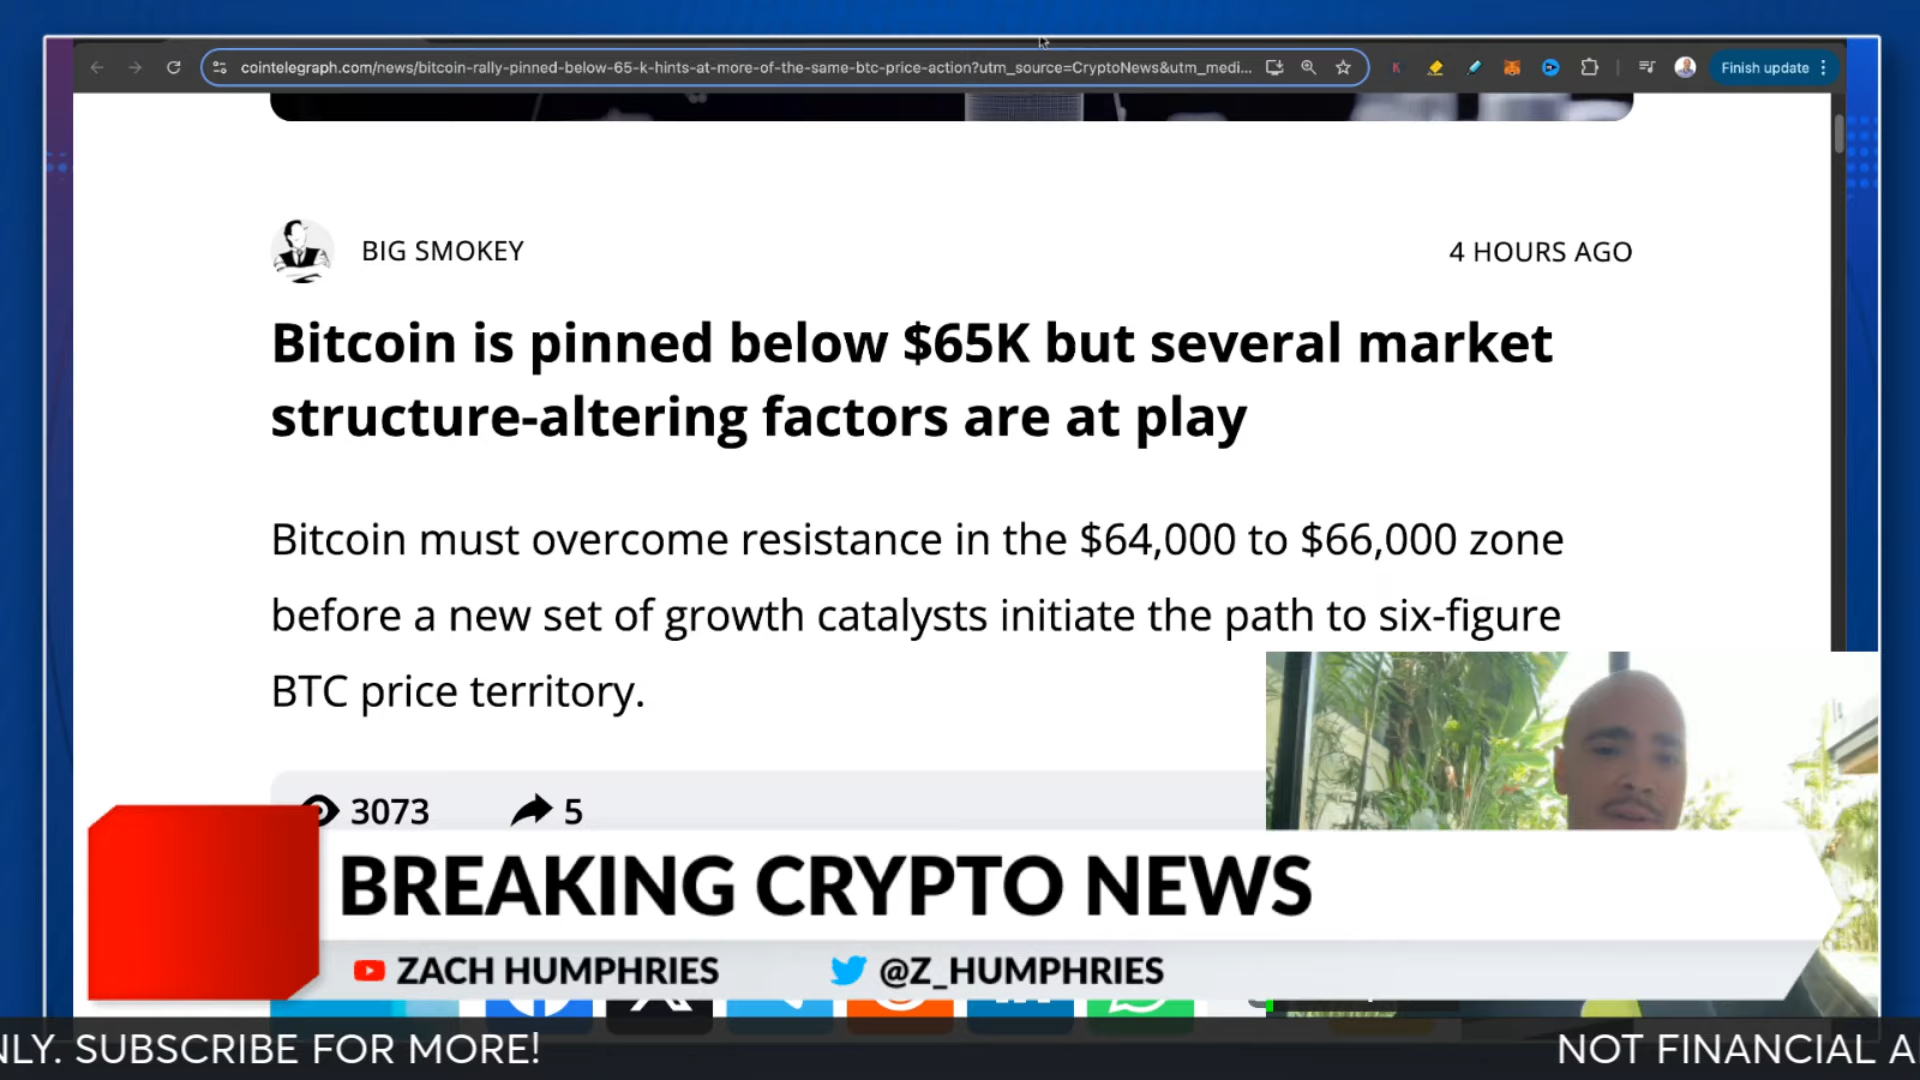 cointelegraph.com/news/bitcoin-rally-pinned-below-65-k-hints-at-more-of-the-same-btc-price-action?utm_source=CryptoNews&utm_medi...
Finish update
BIG SMOKEY
4 HOURS AGO
Bitcoin is pinned below $65K but several market
structure-altering factors are at play
Bitcoin must overcome resistance in the $64,000 to $66,000 zone
before a new set of growth catalysts initiate the path to six-figure
BTC price territory.
3073
5
BREAKING CRYPTO NEWS
ZACH HUMPHRIES
@Z_HUMPHRIES
NLY. SUBSCRIBE FOR MORE!
NOT FINANCIAL A